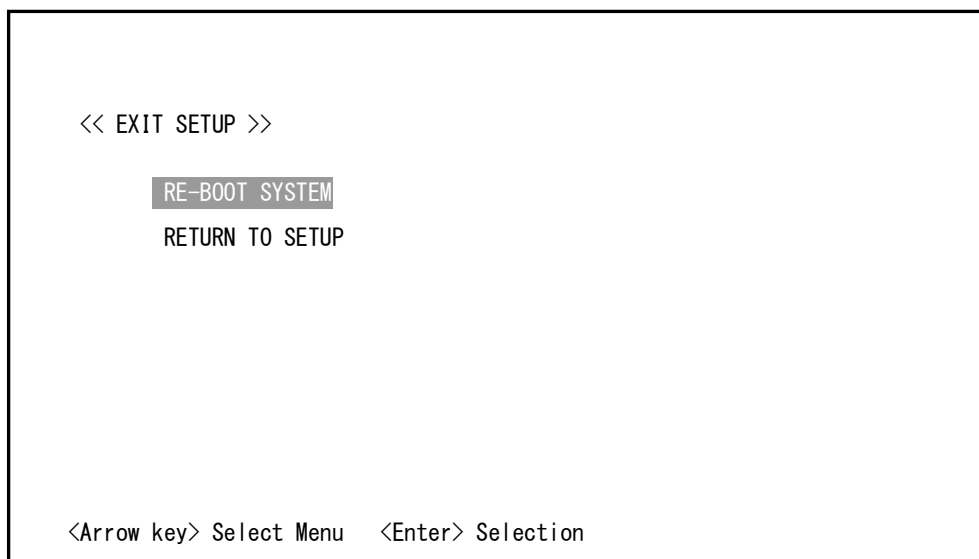 << EXIT SETUP >>
RE-BOOT SYSTEM
RETURN TO SETUP
<Arrow key> Select Menu   <Enter> Selection